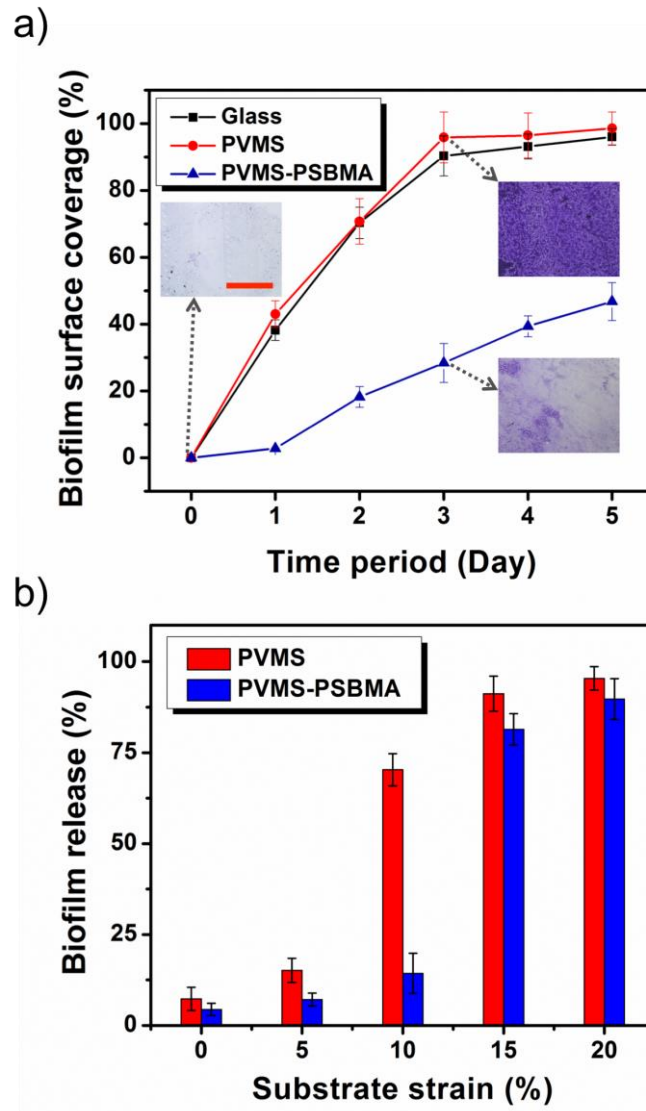 a)
Biofilm surface coverage (%)
100
80
60
40
20
0
Glass
PVMS
PVMS-PSBMA
0 1 2 3 4 5
Time period (Day)
b)
Biofilm release (%)
100
75
50
25
0
PVMS
PVMS-PSBMA
0 5 10 15 20
Substrate strain (%)